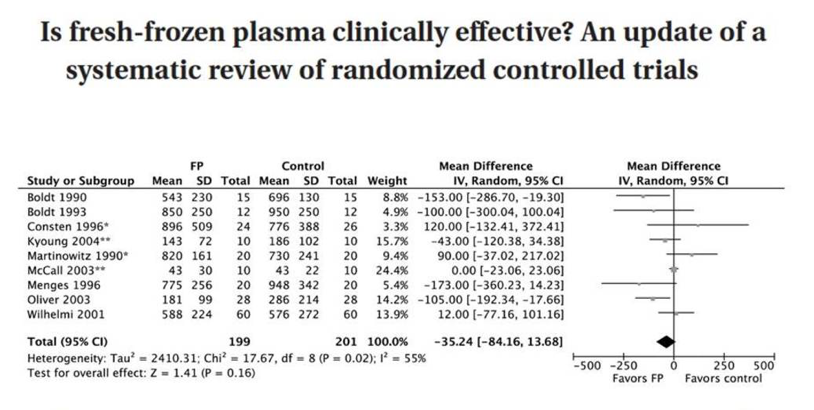 Is fresh-frozen plasma clinically effective? An update of a
systematic review of randomized controlled trials
FP Control Mean Difference Mean Difference
Study or Subgroup Mean SD Total Mean SD Total Weight IV, Random, 95% CI IV, Random, 95% CI
Boldt 1990 543 230 15 696 130 15 8.8% -153.00 [-286.70, -19.30]
Boldt 1993 850 250 12 950 250 12 4.9% -100.00 [-300.04, 100.04]
Consten 1996* 896 509 24 776 388 26 3.3% 120.00 [-132.41, 372.41]
Kyoung 2004** 143 72 10 186 102 10 15.7% -43.00 [-120.38, 34.38]
Martinowitz 1990* 820 161 20 730 241 20 9.4% 90.00 [-37.02, 217.02]
McCall 2003** 43 30 10 43 22 10 24.4% 0.00 [-23.06, 23.06]
Menges 1996 775 256 20 948 342 20 5.4% -173.00 [-360.23, 14.23]
Oliver 2003 181 99 28 286 214 28 14.2% -105.00 [-192.34, -17.66]
Wilhelmi 2001 588 224 60 576 272 60 13.9% 12.00 [-77.16, 101.16]
Total (95% CI) 199 201 100.0% -35.24 [-84.16, 13.68]
Heterogeneity: Tau² = 2410.31; Chi² = 17.67, df = 8 (P = 0.02); I² = 55%
Test for overall effect: Z = 1.41 (P = 0.16)
-500 -250 0 250 500
Favors FP Favors control